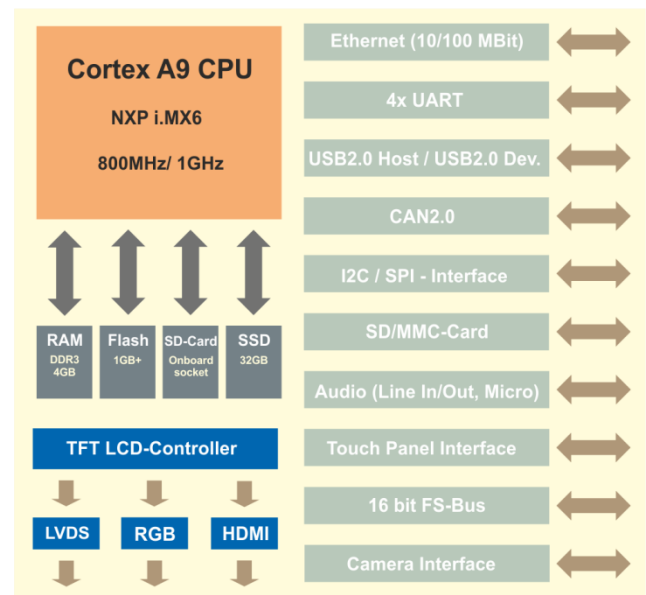 Cortex A9 CPU
NXP i.MX6
800MHz/ 1GHz
RAM
DDR3
4GB
Flash
1GB+
SD-Card
Onboard
socket
SSD
32GB
TFT LCD-Controller
LVDS
RGB
HDMI
Ethernet (10/100 MBit)
4x UART
USB2.0 Host / USB2.0 Dev.
CAN2.0
I2C / SPI - Interface
SD/MMC-Card
Audio (Line In/Out, Micro)
Touch Panel Interface
16 bit FS-Bus
Camera Interface